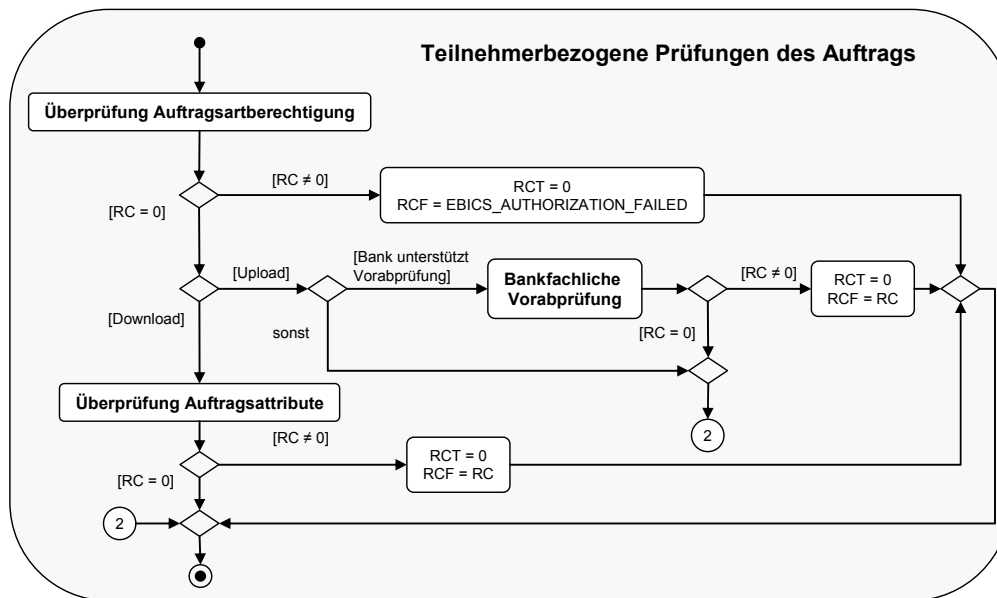 Teilnehmerbezogene Prüfungen des Auftrags
Überprüfung Auftragsartberechtigung
[RC ≠ 0]
RCT = 0
RCF = EBICS_AUTHORIZATION_FAILED
[RC = 0]
[Upload]
[Bank unterstützt
Vorabprüfung]
Bankfachliche
Vorabprüfung
[RC ≠ 0]
RCT = 0
RCF = RC
[Download]
sonst
[RC = 0]
Überprüfung Auftragsattribute
2
[RC ≠ 0]
RCT = 0
RCF = RC
[RC = 0]
2